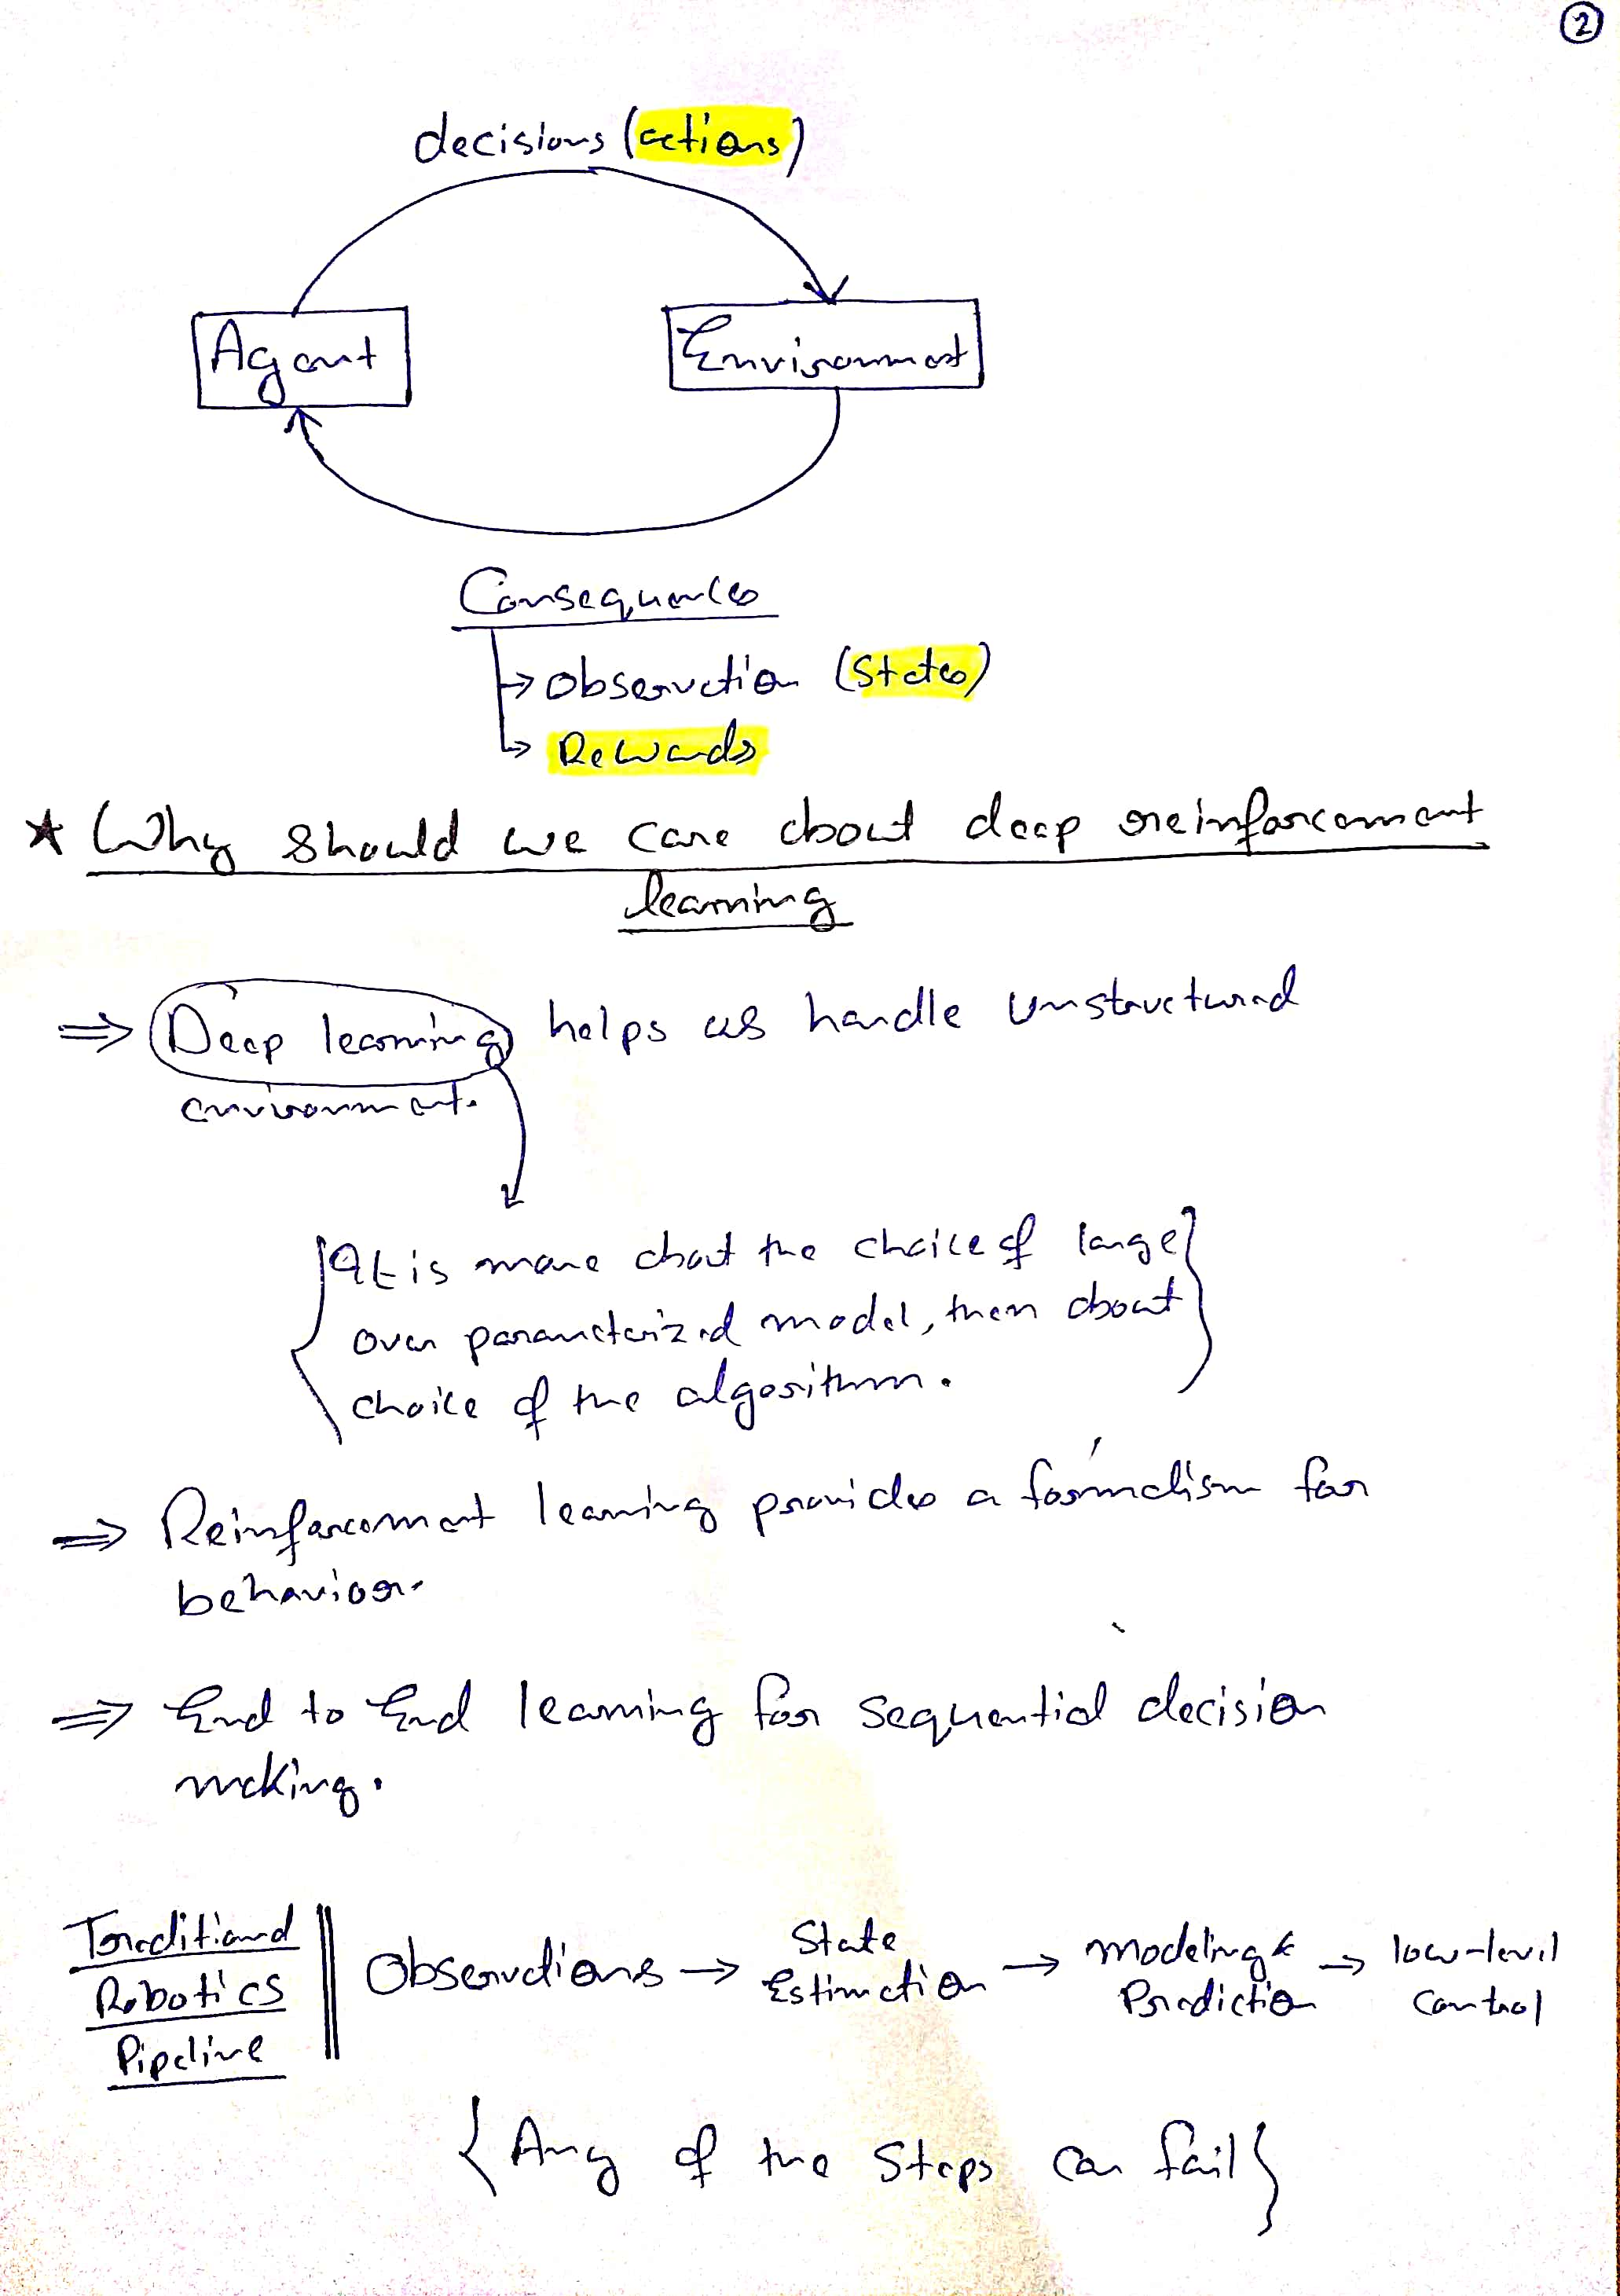 2
decisions (actions)
Agent
Environment
Consequences
→ Observation (States)
→ Rewards
* Why should we care about deep reinforcement
learning
⇒ Deep learning helps us handle unstructured
environment.
{ It is more about the choice of large }
over parameterized model, then about
choice of the algorithm.
⇒ Reinforcement learning provides a formalism for
behavior.
⇒ End to End learning for sequential decision
making.
Traditional
Robotics
Pipeline
Observations → State Estimation → Modeling & Prediction → low-level control
{ Any of the steps can fail }